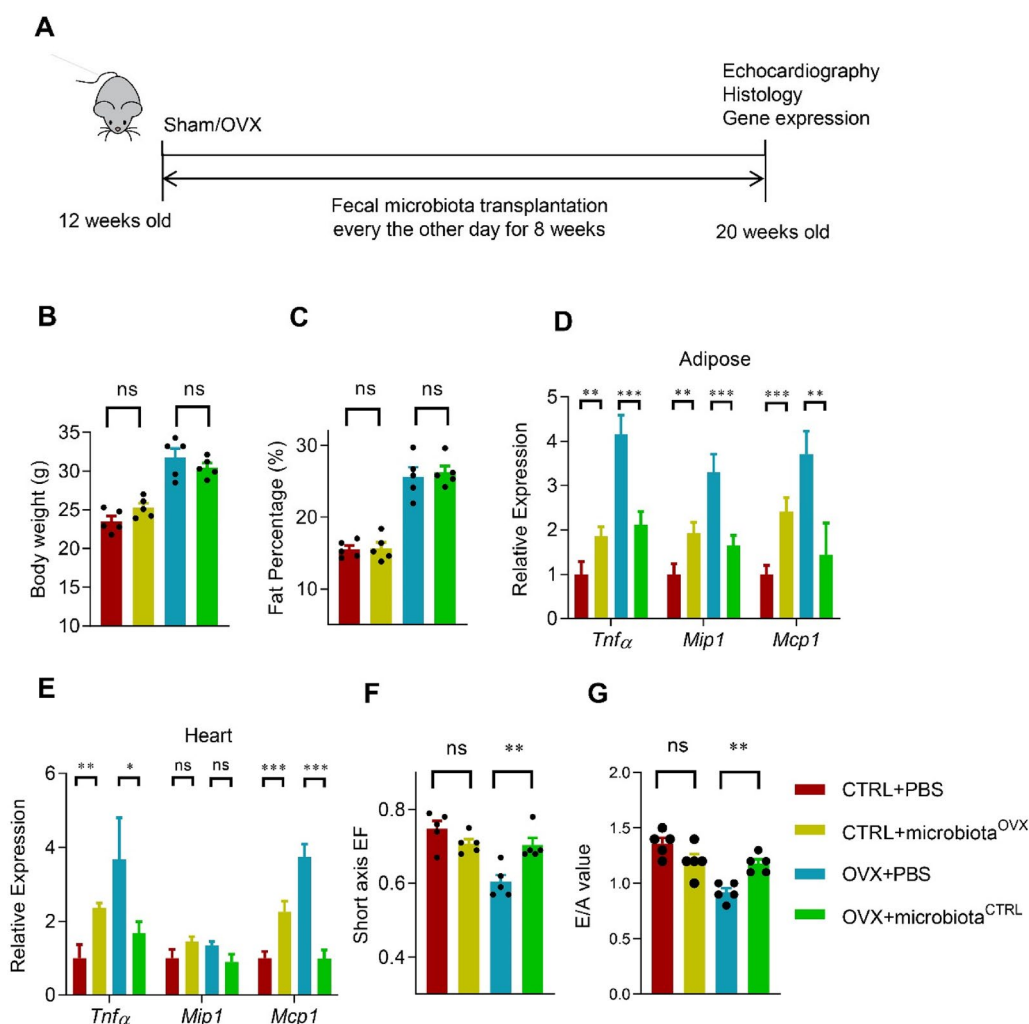 A
Echocardiography
Histology
Gene expression
Sham/OVX
Fecal microbiota transplantation
every the other day for 8 weeks
12 weeks old
20 weeks old
B
ns
ns
Body weight (g)
35
30
25
20
15
10
C
ns
ns
Fat Percentage (%)
30
20
10
D
Adipose
** *** ** *** *** **
Relative Expression
5
4
3
2
1
0
Tnfα Mip1 Mcp1
E
Heart
** * ns ns *** ***
Relative Expression
6
4
2
0
Tnfα Mip1 Mcp1
F
ns **
Short axis EF
0.8
0.6
0.4
G
ns **
E/A value
2.0
1.5
1.0
0.5
0.0
CTRL+PBS
CTRL+microbiotaOVX
OVX+PBS
OVX+microbiotaCTRL